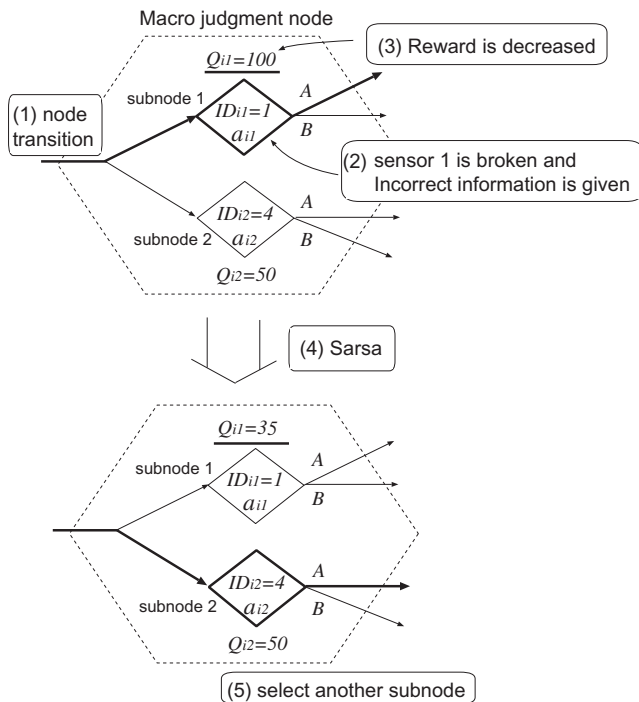 Macro judgment node
(3) Reward is decreased
Qi1=100
A
subnode 1
(1) node
transition
IDi1=1
ai1
B
(2) sensor 1 is broken and
Incorrect information is given
A
IDi2=4
ai2
B
subnode 2
Qi2=50
(4) Sarsa
Qi1=35
A
subnode 1
IDi1=1
ai1
B
A
IDi2=4
ai2
B
subnode 2
Qi2=50
(5) select another subnode